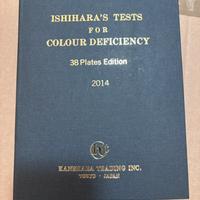 ISHIHARA'S TESTS
FOR
COLOUR DEFICIENCY
38 Plates Edition
2014
KANEHARA TRADING INC.
TOKYO · JAPAN